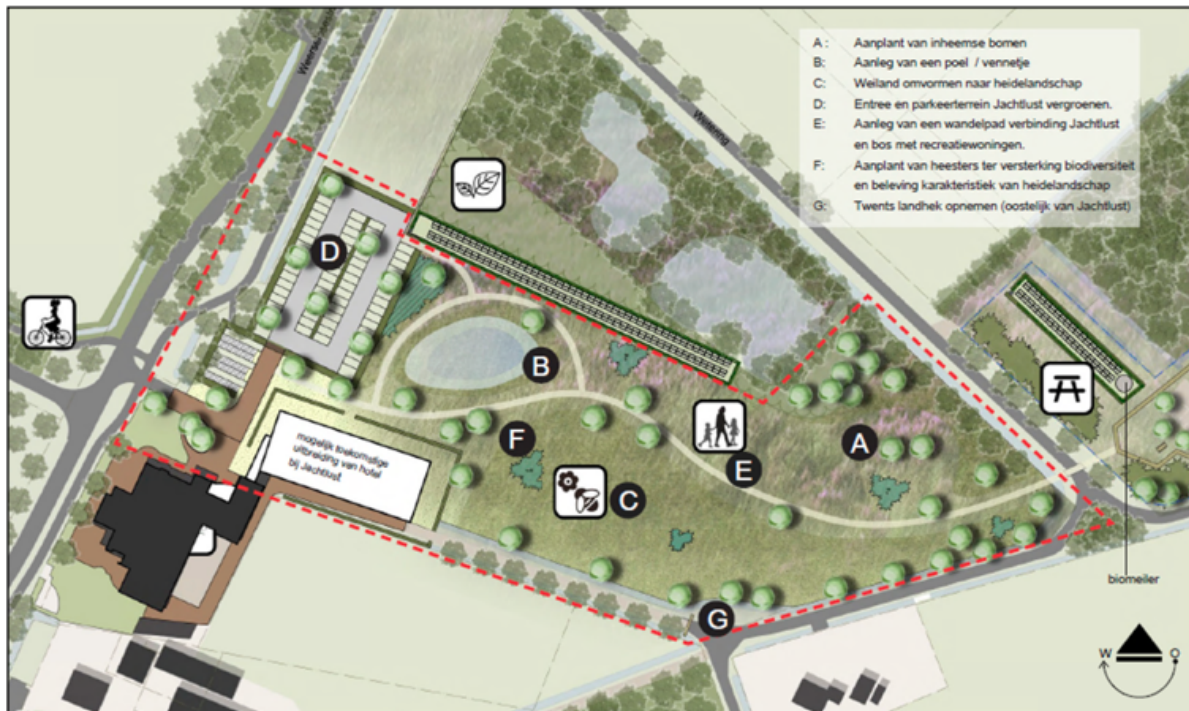 A : Aanplant van inheemse bomen
B: Aanleg van een poel / vennetje
C: Weiland omvormen naar heidelandschap
D: Entree en parkeerterrein Jachtlust vergroenen.
E: Aanleg van een wandelpad verbinding Jachtlust
en bos met recreatiewoningen.
F: Aanplant van heesters ter versterking biodiversiteit
en beleving karakteristiek van heidelandschap
G: Twents landhek opnemen (oostelijk van Jachtlust)
D
B
F
E
A
C
mogelijk toekomstige
uitbreiding van hotel
bij Jachtlust
G
biomeiler
W O